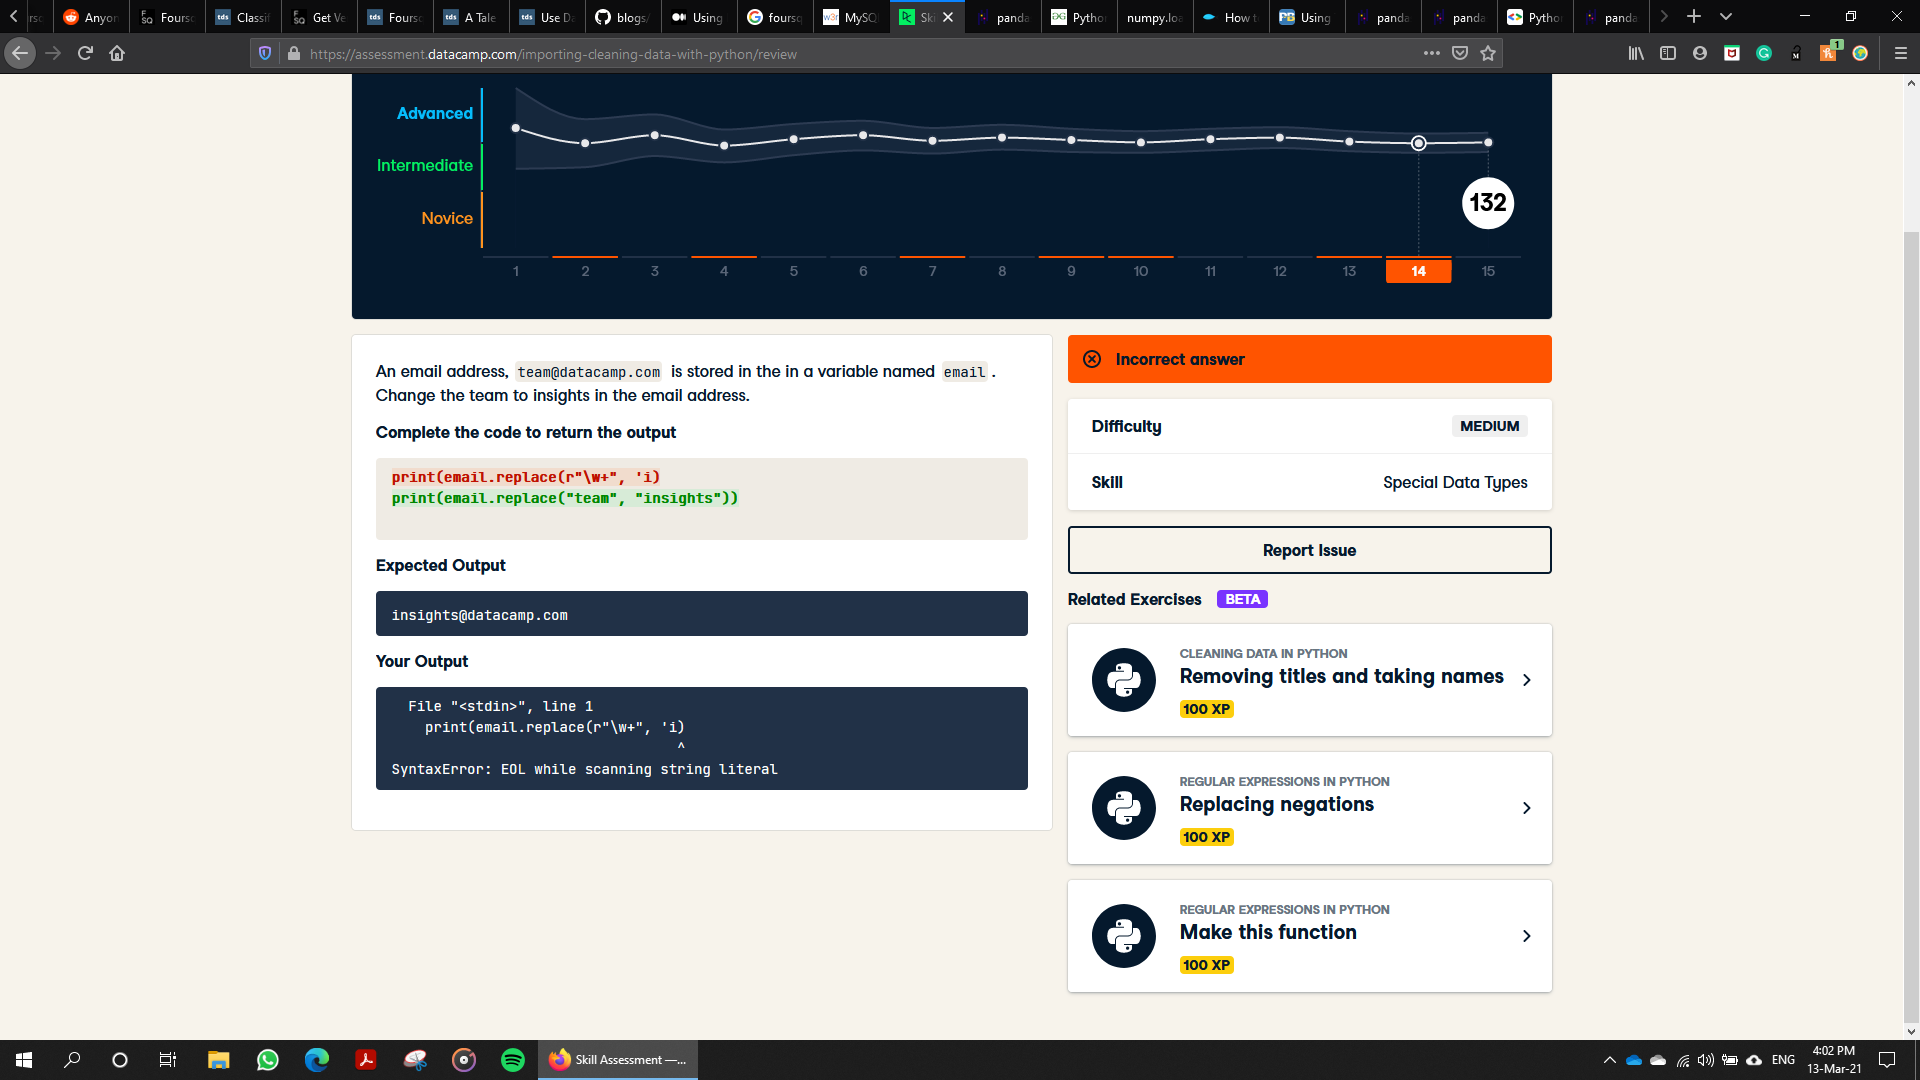 Anyon
Foursc
Classif
Get Ve
Foursc
A Tale
Use Da
blogs/
Using
foursq
MySQ
Ski
panda
Pytho
numpy.loa
How t
Using
panda
panda
Pytho
panda
https://assessment.datacamp.com/importing-cleaning-data-with-python/review
Advanced
Intermediate
Novice
132
1 2 3 4 5 6 7 8 9 10 11 12 13 14 15
An email address, team@datacamp.com is stored in the in a variable named email .
Change the team to insights in the email address.
Complete the code to return the output
print(email.replace(r"\w+", 'i)
print(email.replace("team", "insights"))
Expected Output
insights@datacamp.com
Your Output
File "<stdin>", line 1
print(email.replace(r"\w+", 'i)
^
SyntaxError: EOL while scanning string literal
Incorrect answer
Difficulty MEDIUM
Skill Special Data Types
Report Issue
Related Exercises BETA
CLEANING DATA IN PYTHON
Removing titles and taking names
100 XP
REGULAR EXPRESSIONS IN PYTHON
Replacing negations
100 XP
REGULAR EXPRESSIONS IN PYTHON
Make this function
100 XP
Skill Assessment —...
ENG
4:02 PM
13-Mar-21